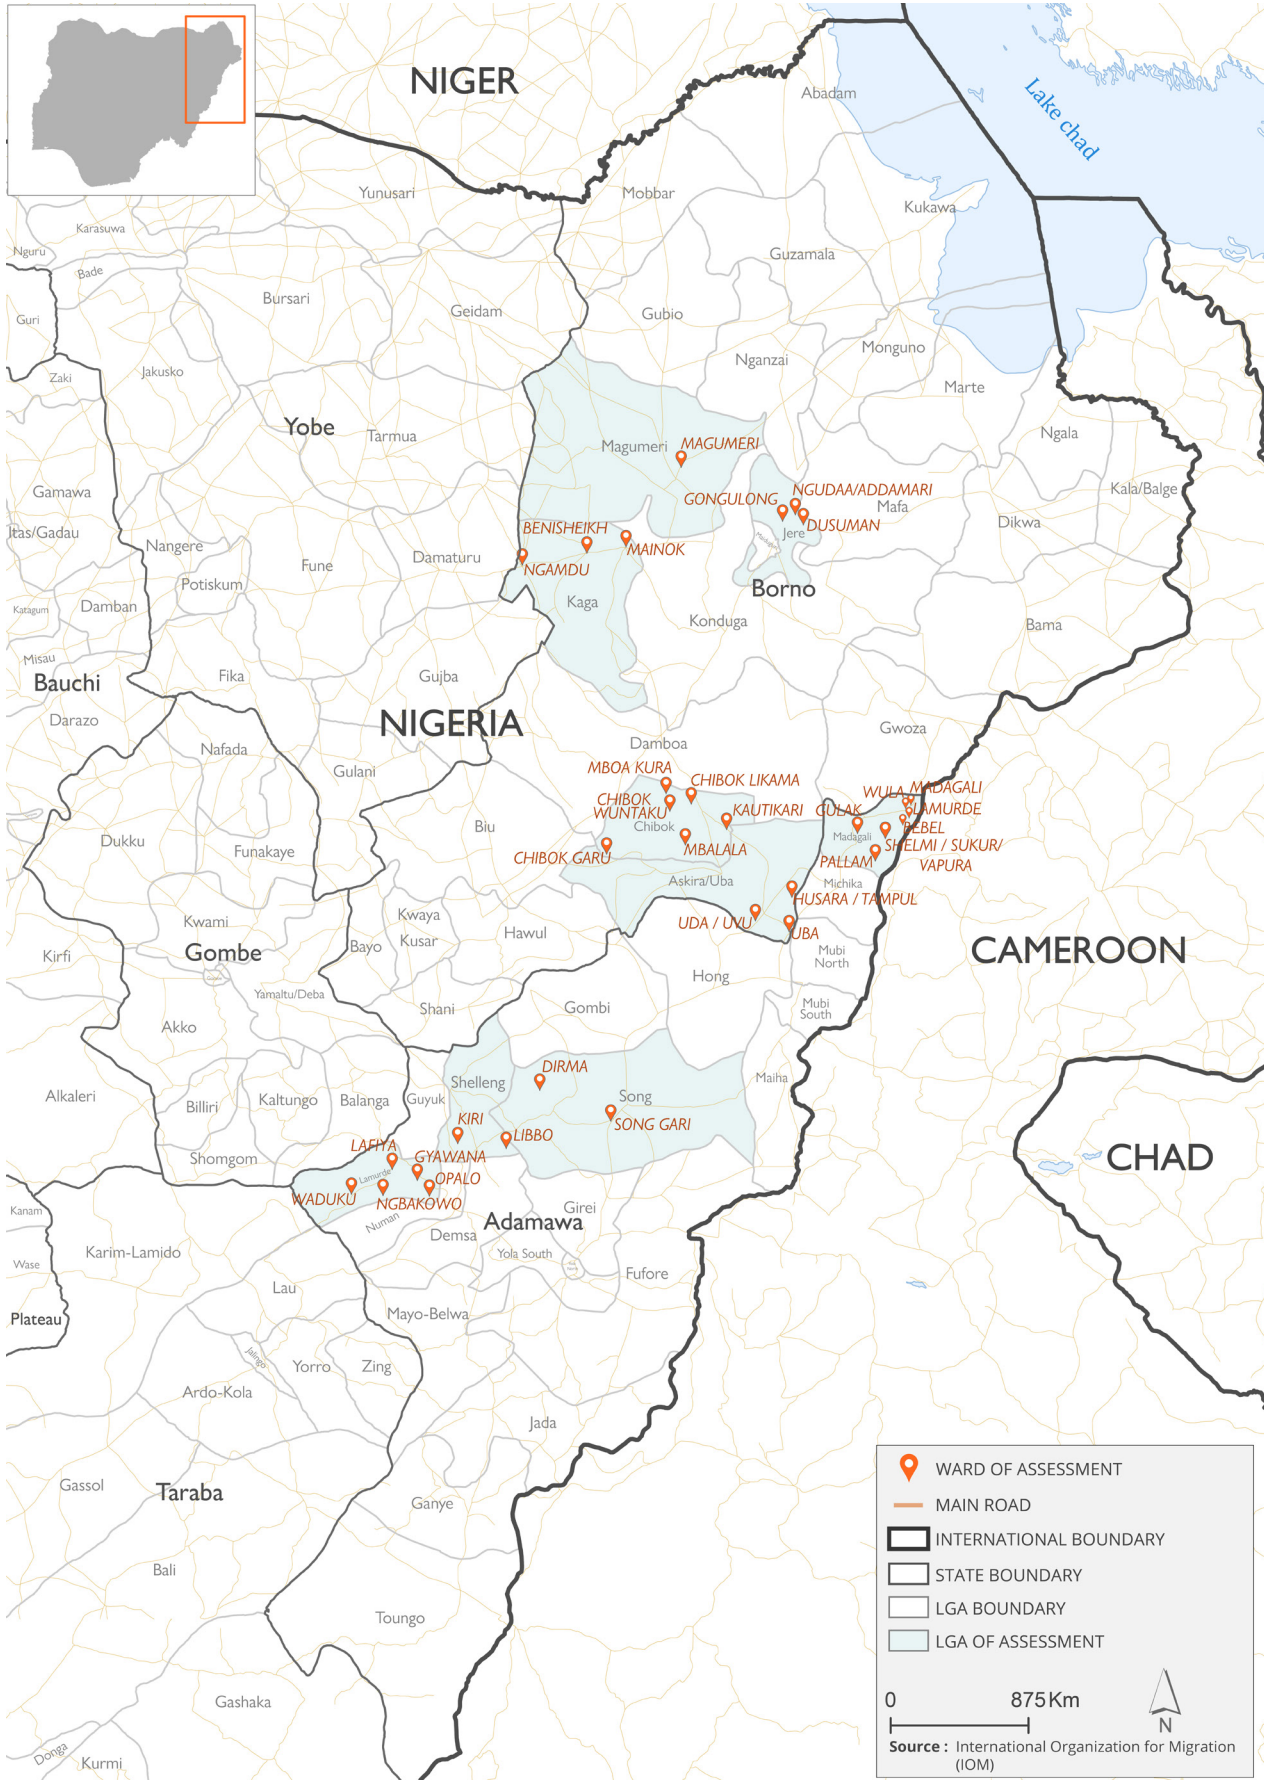 NIGER
Lake chad
Abadam
Yunusari
Mobbar
Kukawa
Karasuwa
Nguru
Bade
Guzamala
Bursari
Geidam
Gubio
Guri
Nganzai
Monguno
Zaki
Jakusko
Marte
Yobe
Tarmua
Ngala
Magumeri
MAGUMERI
Gamawa
GONGULONG
NGUDAA/ADDAMARI
Mafa
Kala/Balge
DUSUMAN
Dikwa
Itas/Gadau
Nangere
BENISHEIKH
MAINOK
Jere
Maiduguri
Damaturu
Fune
NGAMDU
Potiskum
Borno
Katagum
Damban
Kaga
Konduga
Bama
Misau
Bauchi
Fika
Gujba
Darazo
NIGERIA
Gwoza
Nafada
Damboa
Gulani
MBOA KURA
CHIBOK LIKAMA
WULA
MADAGALI
CHIBOK
WUNTAKU
KAUTIKARI
GULAK
LAMURDE
Biu
Chibok
Madagali
BEBEL
Dukku
Funakaye
CHIBOK GARU
MBALALA
SHELMI / SUKUR/
VAPURA
PALLAM
Askira/Uba
Michika
HUSARA / TAMPUL
Kwami
Kwaya
Kusar
Hawul
UDA / UVU
UBA
Kirfi
Gombe
Bayo
Mubi
North
CAMEROON
Hong
Yamaltu/Deba
Shani
Gombi
Mubi
South
Akko
DIRMA
Maiha
Alkaleri
Billiri
Kaltungo
Balanga
Guyuk
Shelleng
Song
KIRI
SONG GARI
LIBBO
CHAD
Shomgom
LAFIYA
GYAWANA
Lamurde
OPALO
WADUKU
NGBAKOWO
Kanam
Numan
Adamawa
Girei
Demsa
Karim-Lamido
Yola South
Wase
Fufore
Lau
Plateau
Mayo-Belwa
Jalingo
Yorro
Zing
Ardo-Kola
Jada
Gassol
Taraba
Ganye
Bali
Toungo
Gashaka
Donga
Kurmi
WARD OF ASSESSMENT
MAIN ROAD
INTERNATIONAL BOUNDARY
STATE BOUNDARY
LGA BOUNDARY
LGA OF ASSESSMENT
0 875 Km
N
Source : International Organization for Migration
(IOM)